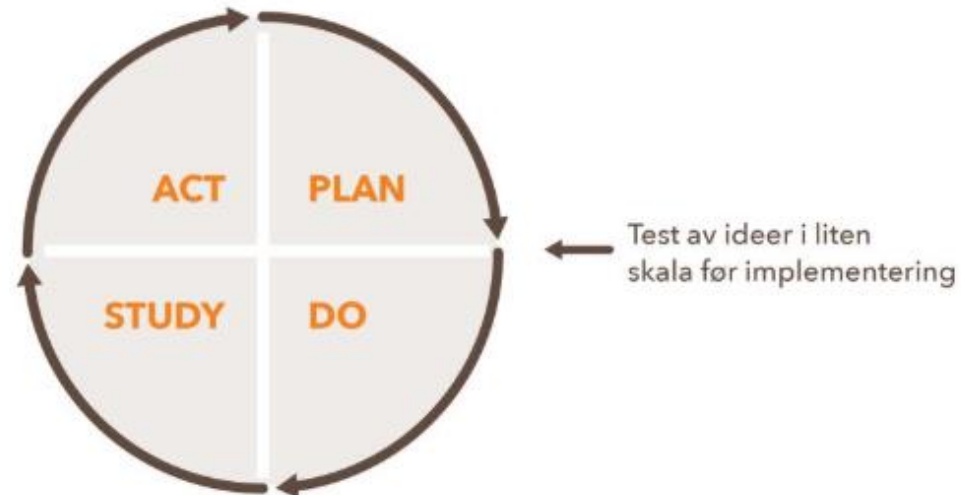 ACT
PLAN
Test av ideer i liten
skala før implementering
STUDY
DO